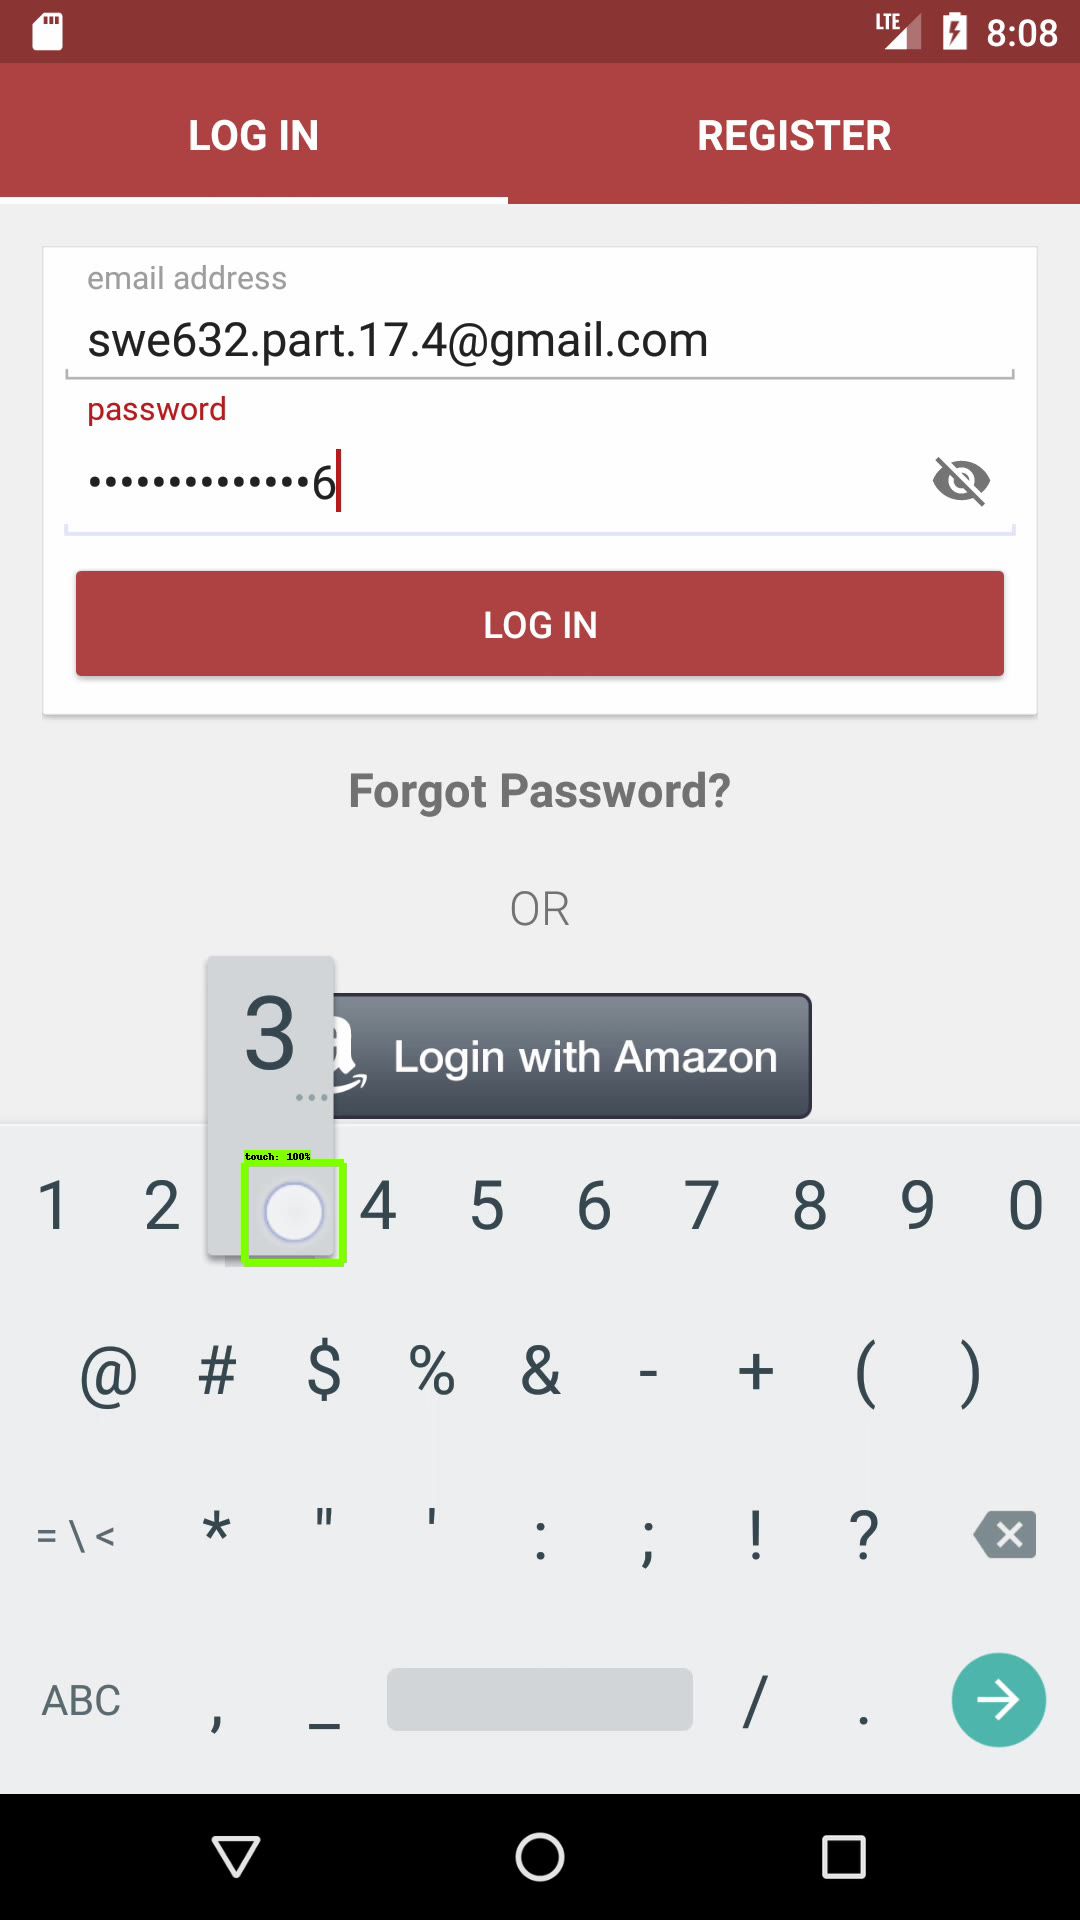 LTE 8:08
LOG IN REGISTER
email address
swe632.part.17.4@gmail.com
password
••••••••••••••6
LOG IN
Forgot Password?
OR
3
a Login with Amazon
...
touch: 100%
1 2 4 5 6 7 8 9 0
@ # $ % & - + ( )
= \ < * " ' : ; ! ?
ABC , _ / .